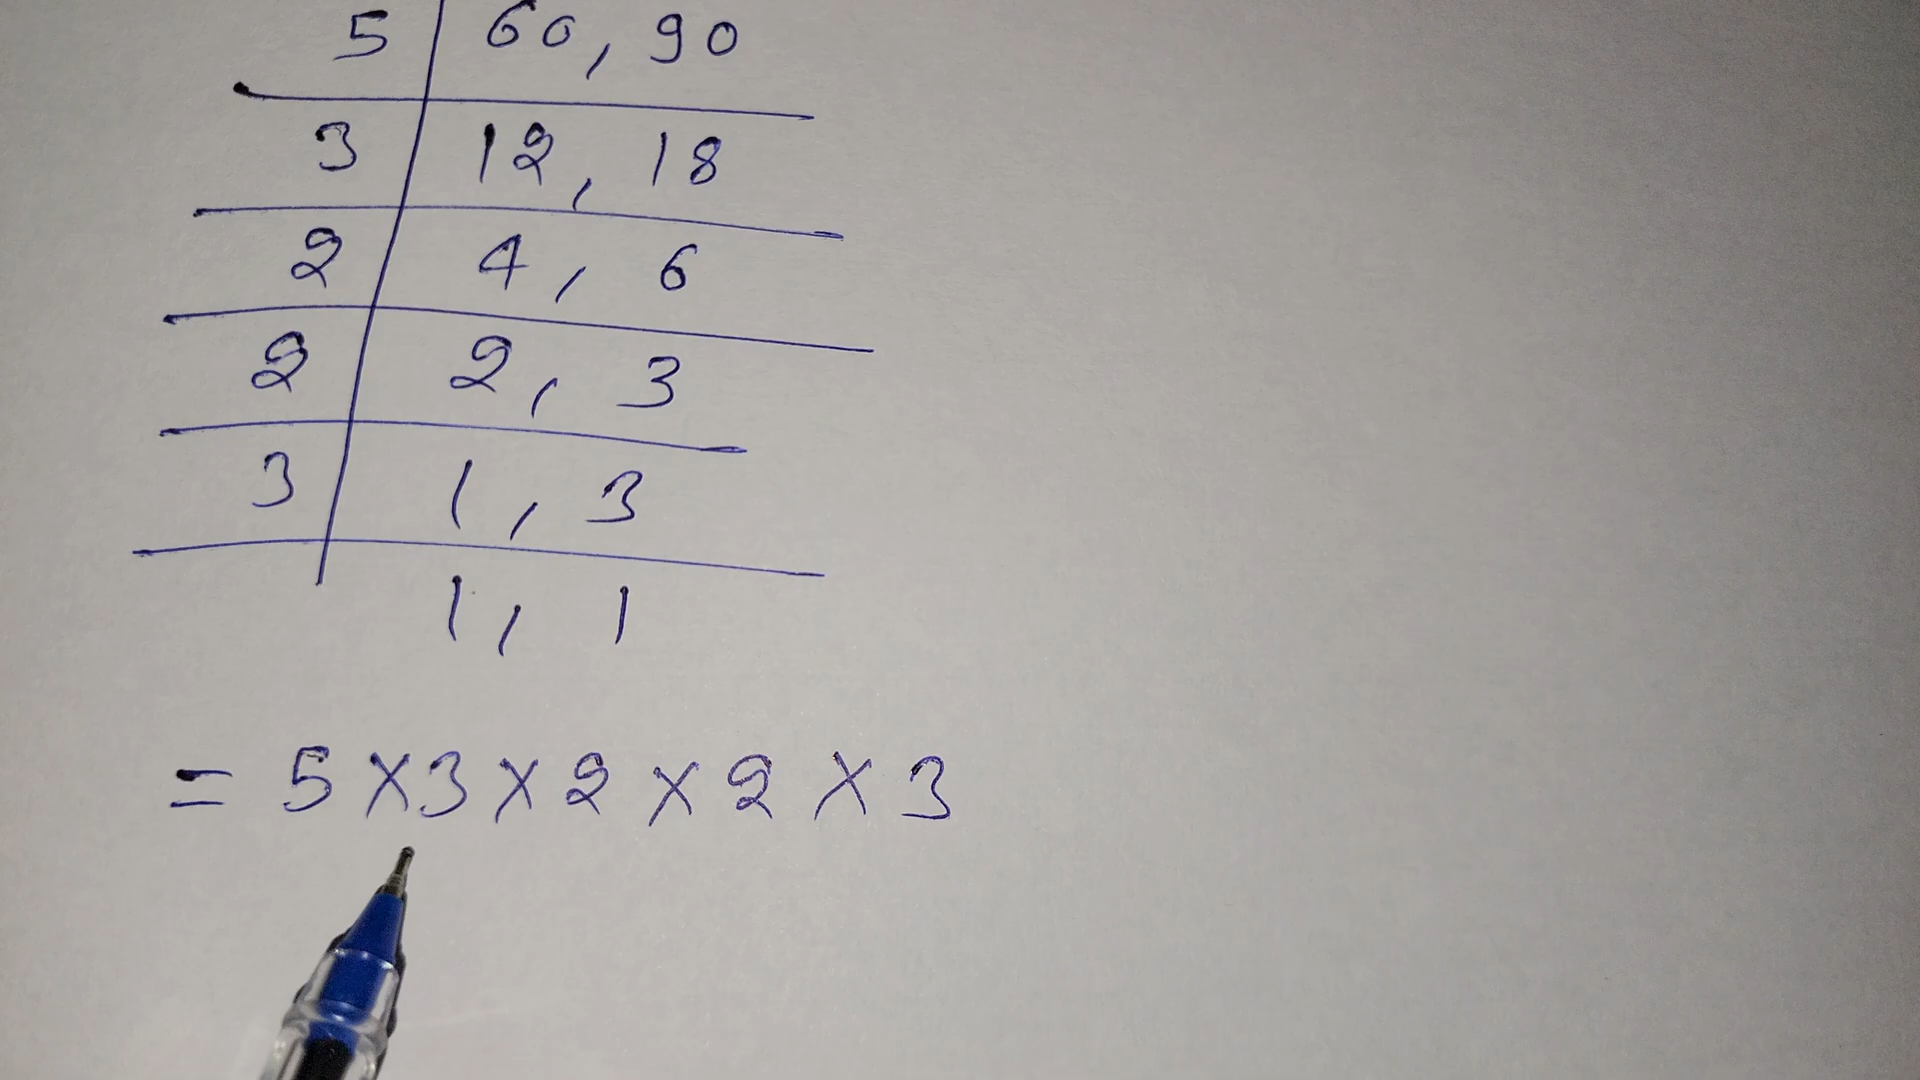 5 | 60, 90
3 | 12, 18
2 | 4, 6
2 | 2, 3
3 | 1, 3
1, 1
= 5 × 3 × 2 × 2 × 3